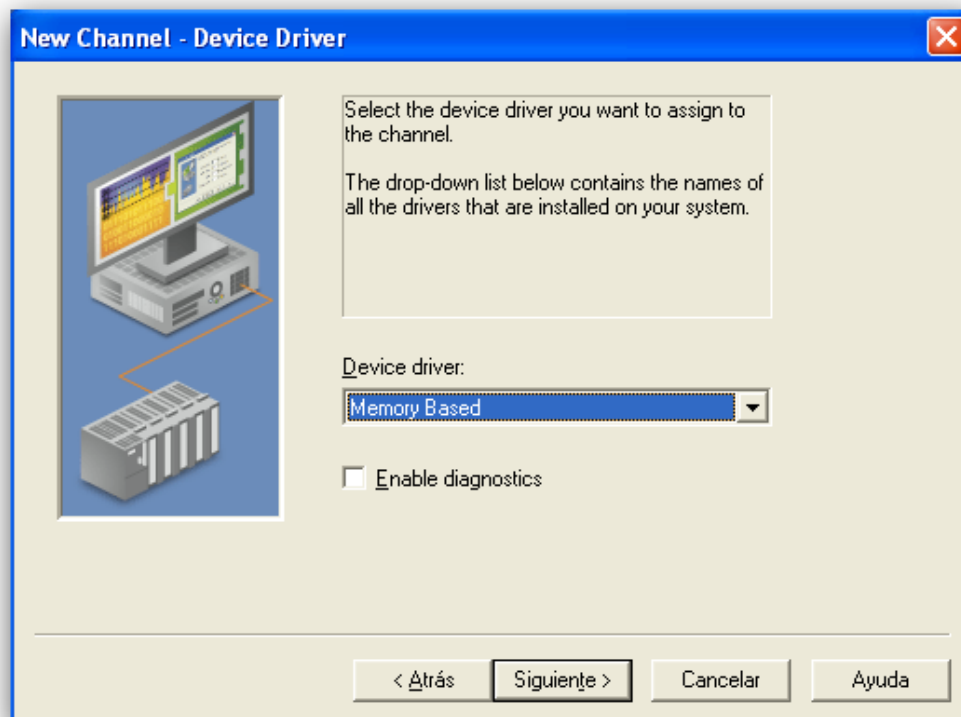 New Channel - Device Driver
Select the device driver you want to assign to
the channel.
The drop-down list below contains the names of
all the drivers that are installed on your system.
Device driver:
Memory Based
Enable diagnostics
< Atrás
Siguiente >
Cancelar
Ayuda